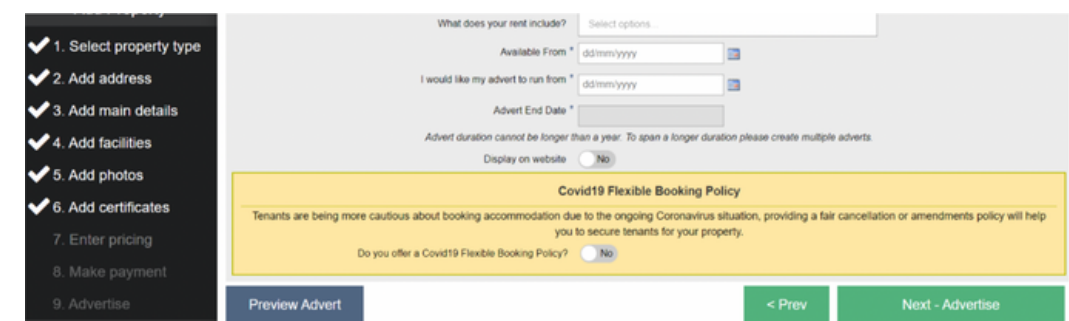 1. Select property type
2. Add address
3. Add main details
4. Add facilities
5. Add photos
6. Add certificates
7. Enter pricing
8. Make payment
9. Advertise
What does your rent include? Select options...
Available From * dd/mm/yyyy
I would like my advert to run from * dd/mm/yyyy
Advert End Date *
Advert duration cannot be longer than a year. To span a longer duration please create multiple adverts.
Display on website No
Covid19 Flexible Booking Policy
Tenants are being more cautious about booking accommodation due to the ongoing Coronavirus situation, providing a fair cancellation or amendments policy will help
you to secure tenants for your property.
Do you offer a Covid19 Flexible Booking Policy? No
Preview Advert
< Prev
Next - Advertise